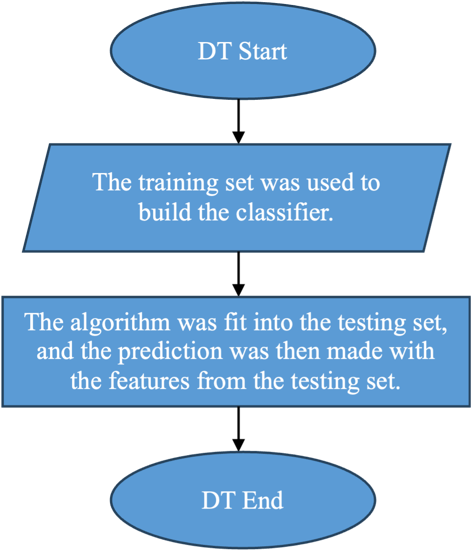 DT Start
The training set was used to
build the classifier.
The algorithm was fit into the testing set,
and the prediction was then made with
the features from the testing set.
DT End